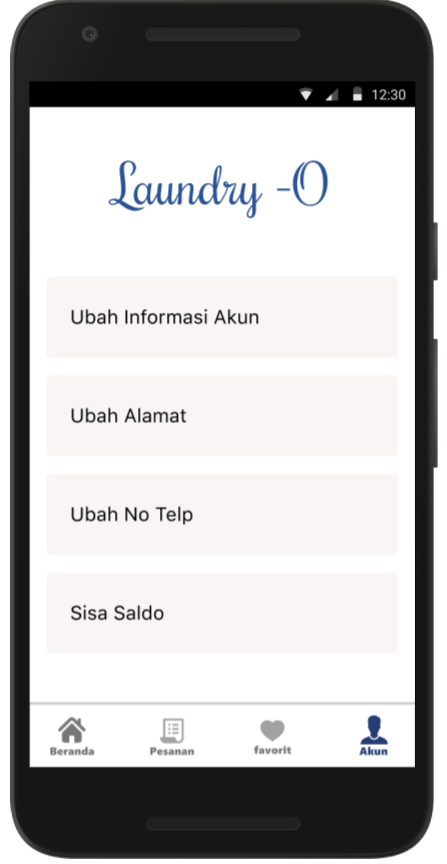 12:30
Laundry -O
Ubah Informasi Akun
Ubah Alamat
Ubah No Telp
Sisa Saldo
Beranda
Pesanan
favorit
Akun